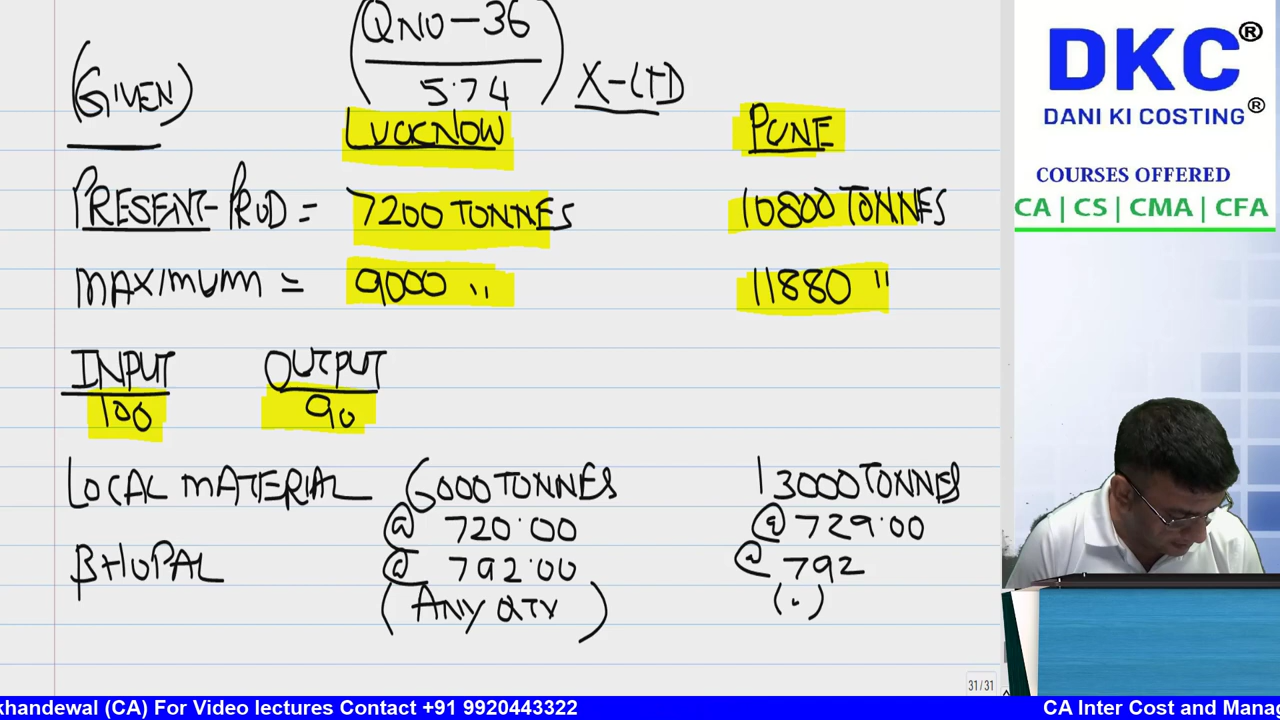 QNO-36
5.74
(GIVEN)
X-LTD
LUCKNOW PUNE
PRESENT-PROD = 7200 TONNES 10800 TONNES
MAXIMUM = 9000 " 11880 "
INPUT OUTPUT
100 90
LOCAL MATERIAL 6000 TONNES 13000 TONNES
@ 720.00 @ 729.00
BHOPAL @ 792.00 @ 792
(ANY QTY) (")
31/31
DKC®
DANI KI COSTING®
COURSES OFFERED
CA | CS | CMA | CFA
khandewal (CA) For Video lectures Contact +91 9920443322 CA Inter Cost and Manag